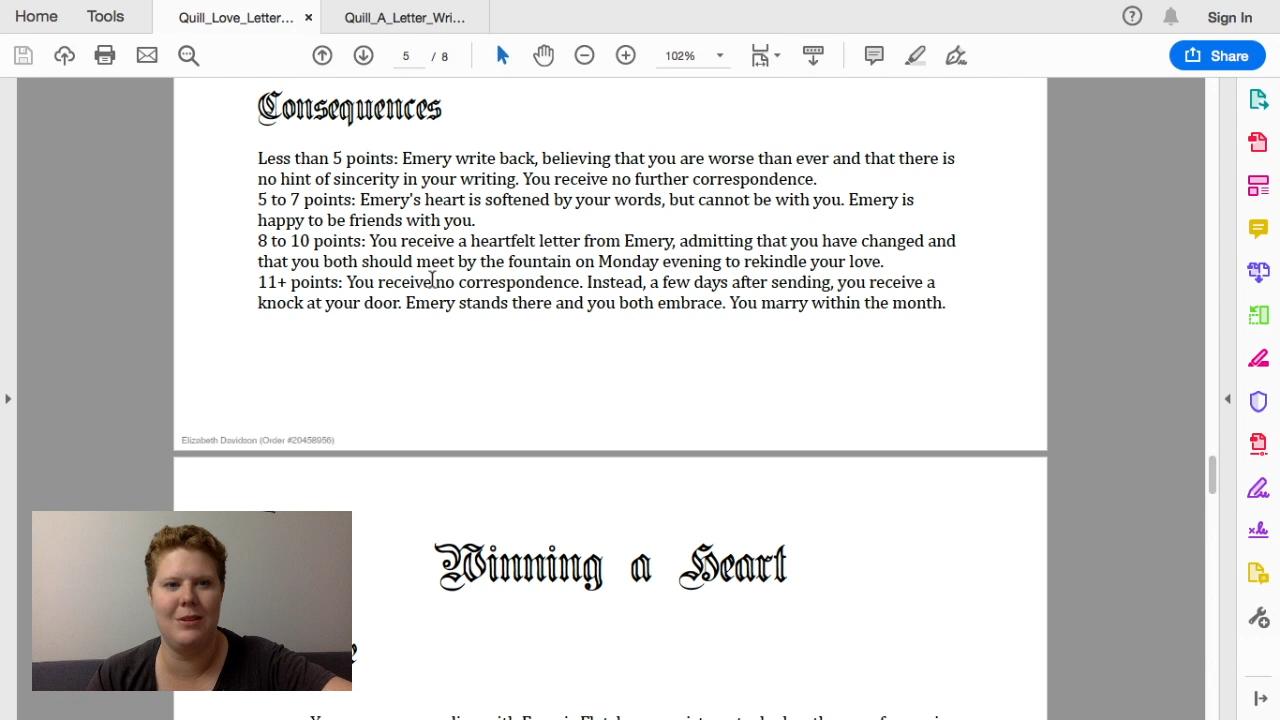 Home Tools Quill_Love_Letter... × Quill_A_Letter_Wri... Sign In
5 / 8 102% Share
Consequences
Less than 5 points: Emery write back, believing that you are worse than ever and that there is
no hint of sincerity in your writing. You receive no further correspondence.
5 to 7 points: Emery's heart is softened by your words, but cannot be with you. Emery is
happy to be friends with you.
8 to 10 points: You receive a heartfelt letter from Emery, admitting that you have changed and
that you both should meet by the fountain on Monday evening to rekindle your love.
11+ points: You receive no correspondence. Instead, a few days after sending, you receive a
knock at your door. Emery stands there and you both embrace. You marry within the month.
Elizabeth Davidson (Order #20458956)
Winning a Heart